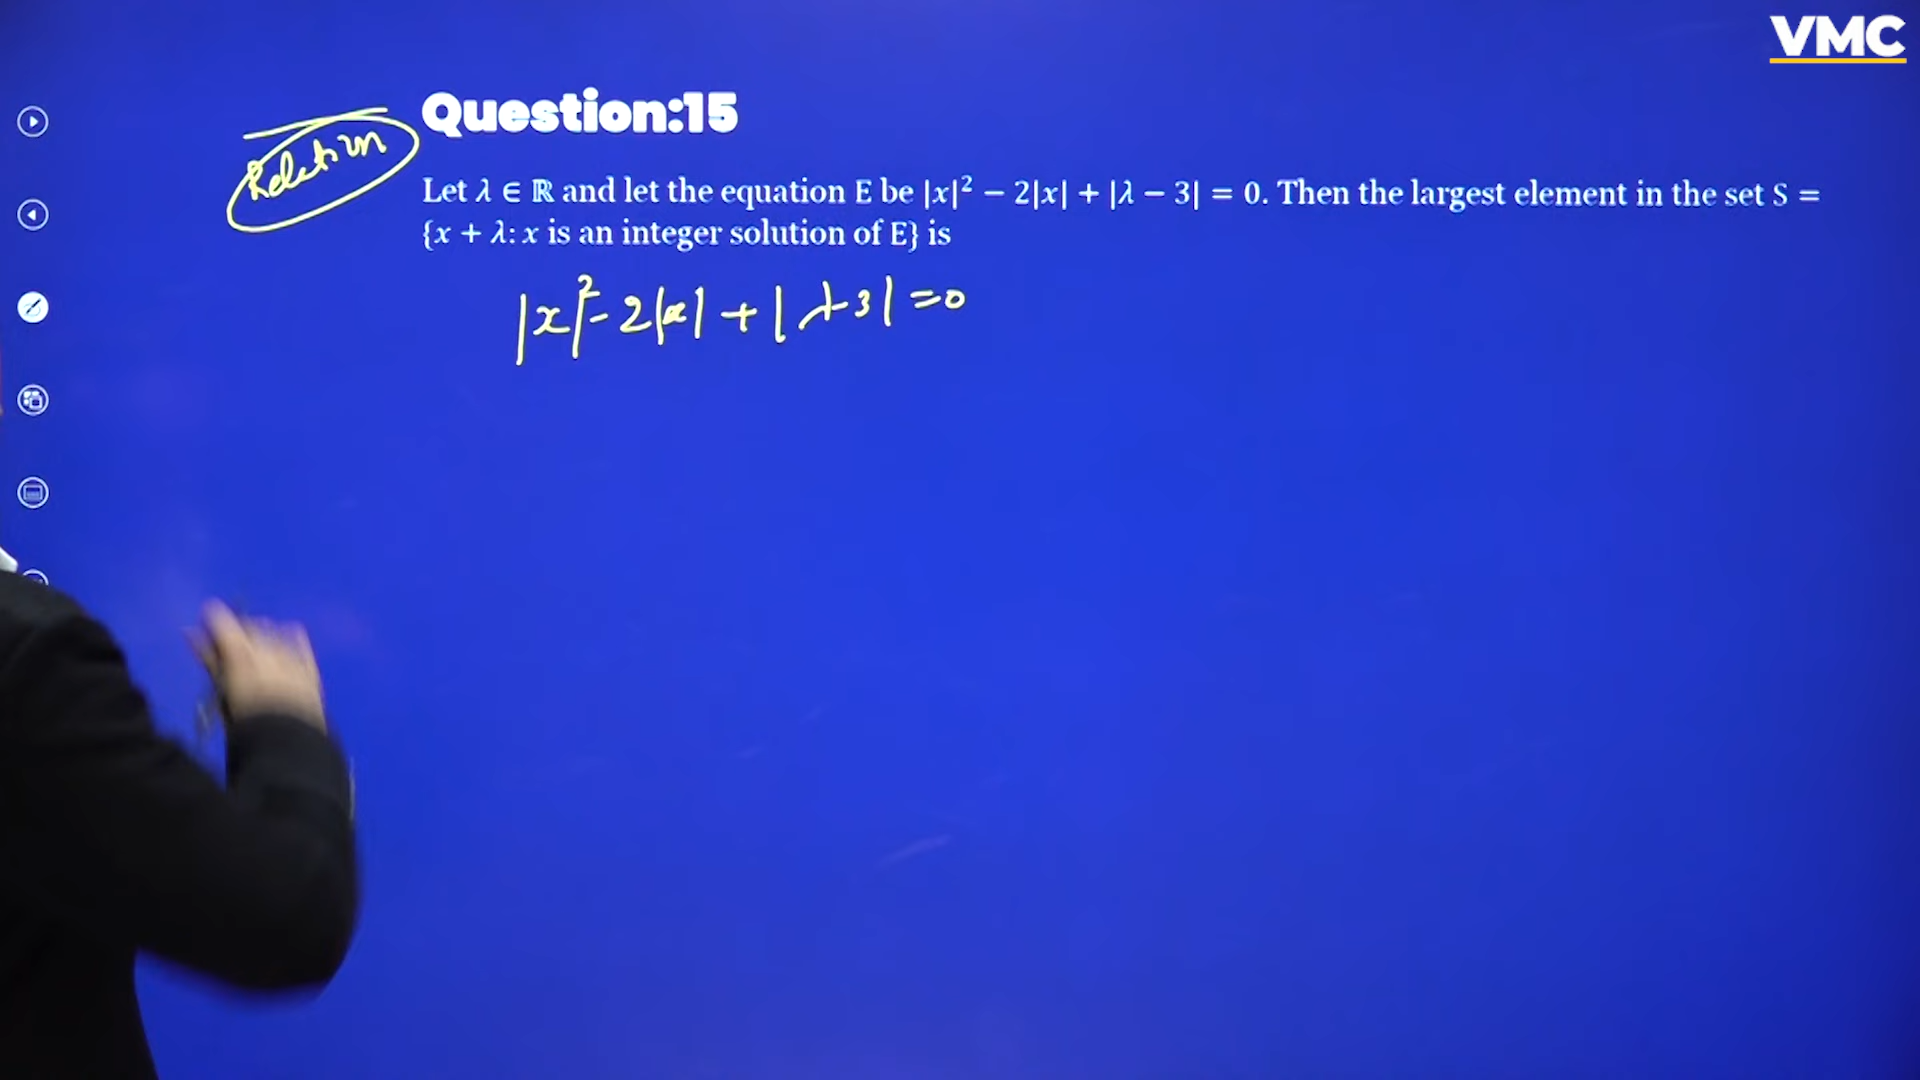 VMC
Question:15
Relation
Let λ ∈ ℝ and let the equation E be |x|² − 2|x| + |λ − 3| = 0. Then the largest element in the set S =
{x + λ: x is an integer solution of E} is
|x|² - 2|x| + |λ-3| = 0